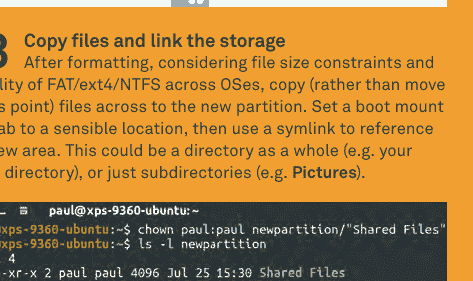 3 Copy files and link the storage
After formatting, considering file size constraints and
lity of FAT/ext4/NTFS across OSes, copy (rather than move
s point) files across to the new partition. Set a boot mount
ab to a sensible location, then use a symlink to reference
ew area. This could be a directory as a whole (e.g. your
directory), or just subdirectories (e.g. Pictures).
paul@xps-9360-ubuntu:~
ps-9360-ubuntu:~$ chown paul:paul newpartition/"Shared Files"
ps-9360-ubuntu:~$ ls -l newpartition
4
-xr-x 2 paul paul 4096 Jul 25 15:30 Shared Files